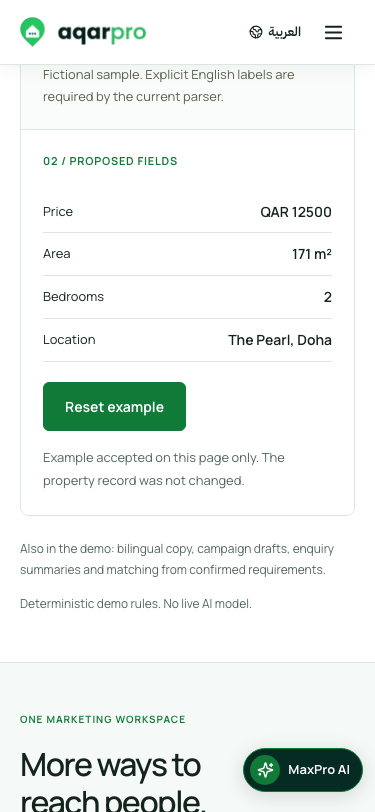 aqarpro
العربية
Fictional sample. Explicit English labels are
required by the current parser.
02 / PROPOSED FIELDS
Price QAR 12500
Area 171 m²
Bedrooms 2
Location The Pearl, Doha
Reset example
Example accepted on this page only. The
property record was not changed.
Also in the demo: bilingual copy, campaign drafts, enquiry
summaries and matching from confirmed requirements.
Deterministic demo rules. No live AI model.
ONE MARKETING WORKSPACE
More ways to
reach people.
MaxPro AI